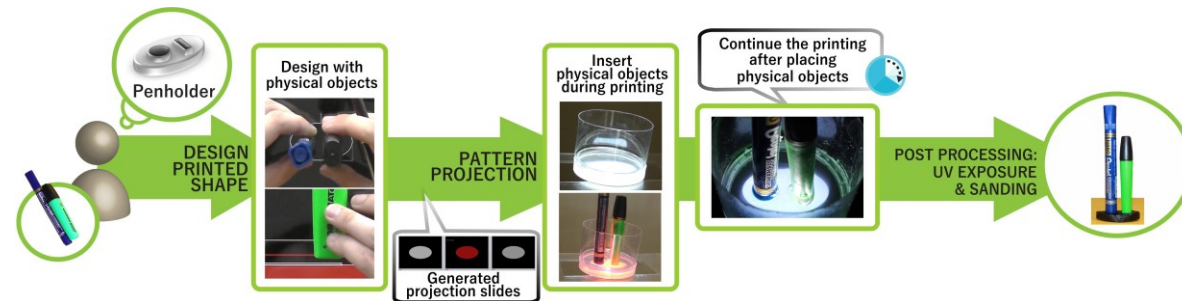 Penholder
DESIGN
PRINTED
SHAPE
Design with
physical objects
PATTERN
PROJECTION
Generated
projection slides
Insert
physical objects
during printing
Continue the printing
after placing
physical objects
POST PROCESSING:
UV EXPOSURE
& SANDING